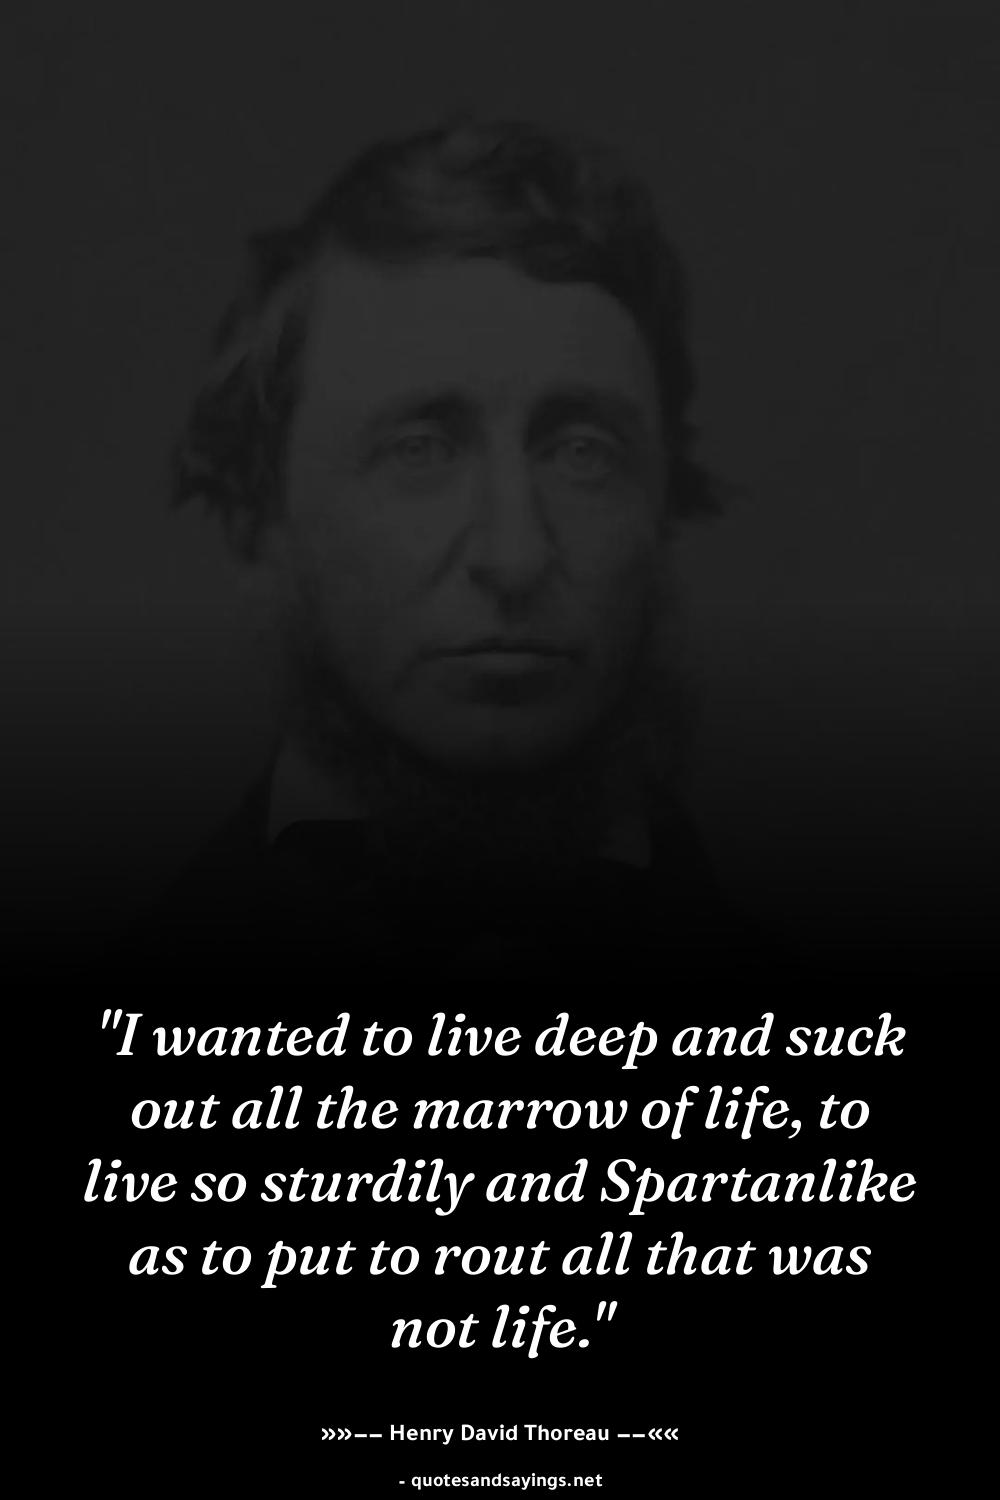 "I wanted to live deep and suck
out all the marrow of life, to
live so sturdily and Spartanlike
as to put to rout all that was
not life."
»»–– Henry David Thoreau ––««
- quotesandsayings.net